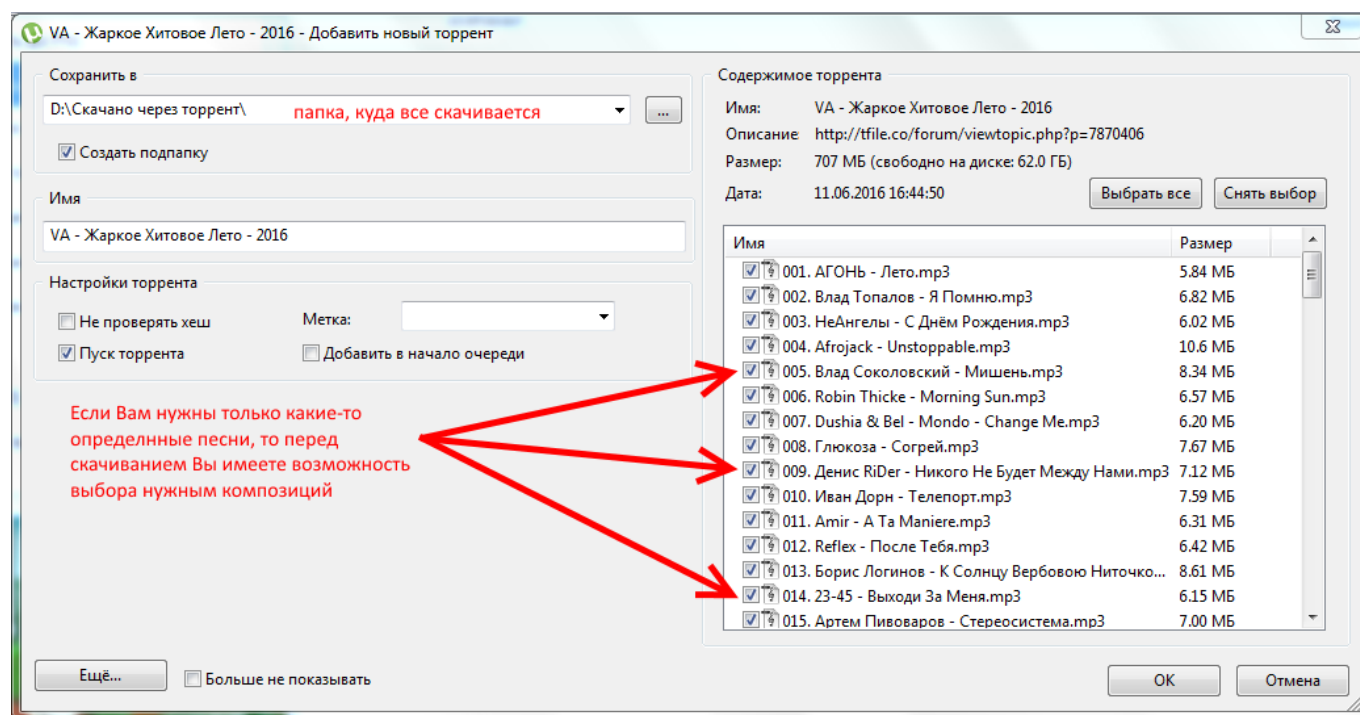 VA - Жаркое Хитовое Лето - 2016 - Добавить новый торрент
Сохранить в
D:\Скачано через торрент\
папка, куда все скачивается
...
Создать подпапку
Имя
VA - Жаркое Хитовое Лето - 2016
Настройки торрента
Не проверять хеш
Метка:
Пуск торрента
Добавить в начало очереди
Если Вам нужны только какие-то
определнные песни, то перед
скачиванием Вы имеете возможность
выбора нужным композиций
Ещё...
Больше не показывать
Содержимое торрента
Имя: VA - Жаркое Хитовое Лето - 2016
Описание http://tfile.co/forum/viewtopic.php?p=7870406
Размер: 707 МБ (свободно на диске: 62.0 ГБ)
Дата: 11.06.2016 16:44:50
Выбрать все
Снять выбор
Имя Размер
001. АГОНЬ - Лето.mp3 5.84 МБ
002. Влад Топалов - Я Помню.mp3 6.82 МБ
003. НеАнгелы - С Днём Рождения.mp3 6.02 МБ
004. Afrojack - Unstoppable.mp3 10.6 МБ
005. Влад Соколовский - Мишень.mp3 8.34 МБ
006. Robin Thicke - Morning Sun.mp3 6.57 МБ
007. Dushia & Bel - Mondo - Change Me.mp3 6.20 МБ
008. Глюкоза - Согрей.mp3 7.67 МБ
009. Денис RiDer - Никого Не Будет Между Нами.mp3 7.12 МБ
010. Иван Дорн - Телепорт.mp3 7.59 МБ
011. Amir - A Ta Maniere.mp3 6.31 МБ
012. Reflex - После Тебя.mp3 6.42 МБ
013. Борис Логинов - К Солнцу Вербовою Ниточко... 8.61 МБ
014. 23-45 - Выходи За Меня.mp3 6.15 МБ
015. Артем Пивоваров - Стереосистема.mp3 7.00 МБ
OK
Отмена